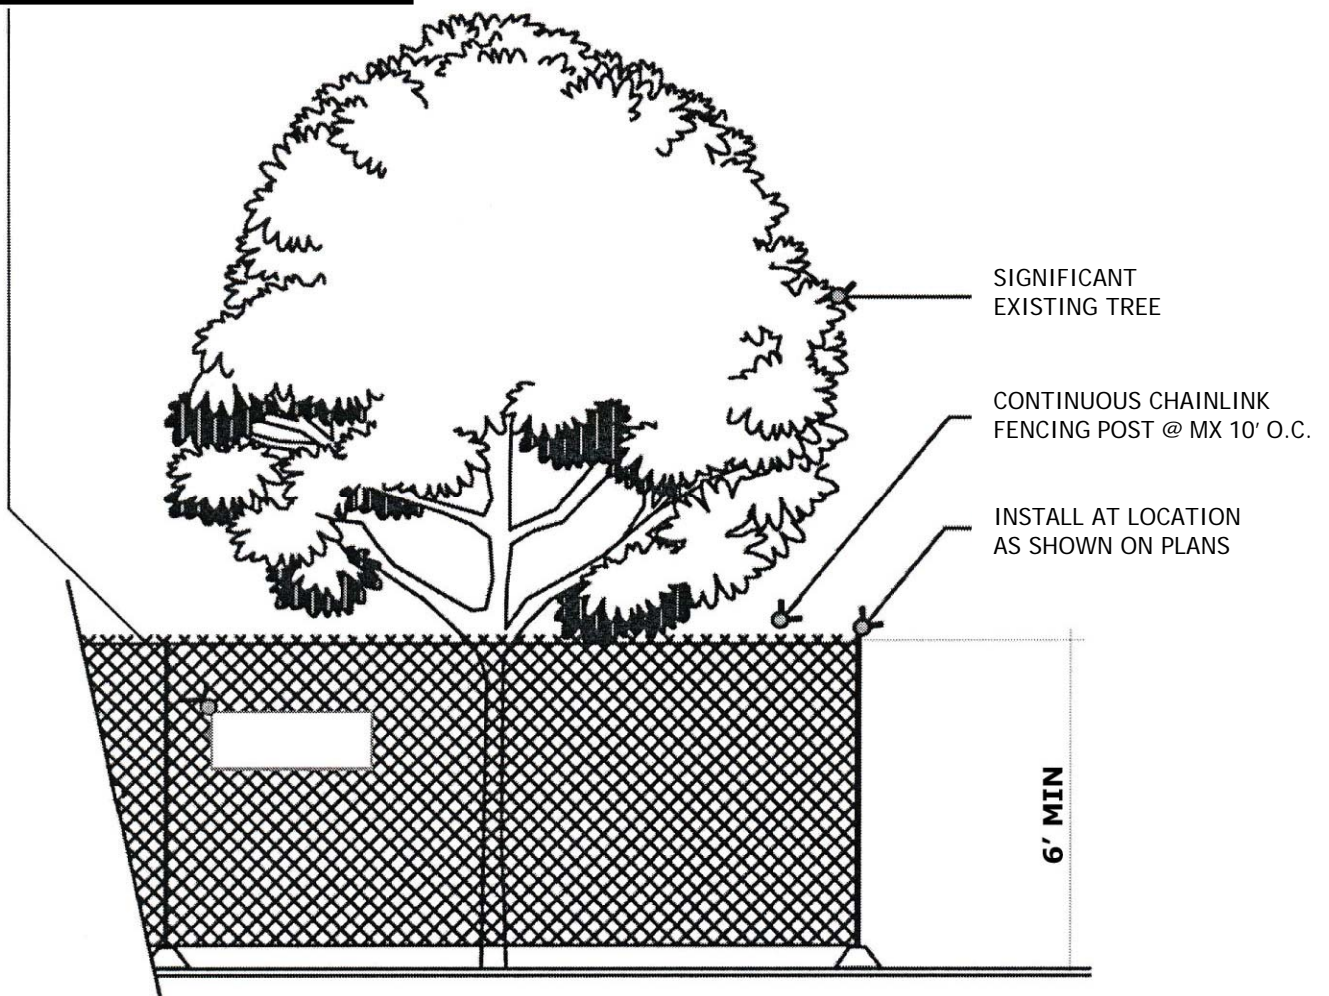 SIGNIFICANT
EXISTING TREE
CONTINUOUS CHAINLINK
FENCING POST @ MX 10' O.C.
INSTALL AT LOCATION
AS SHOWN ON PLANS
6' MIN